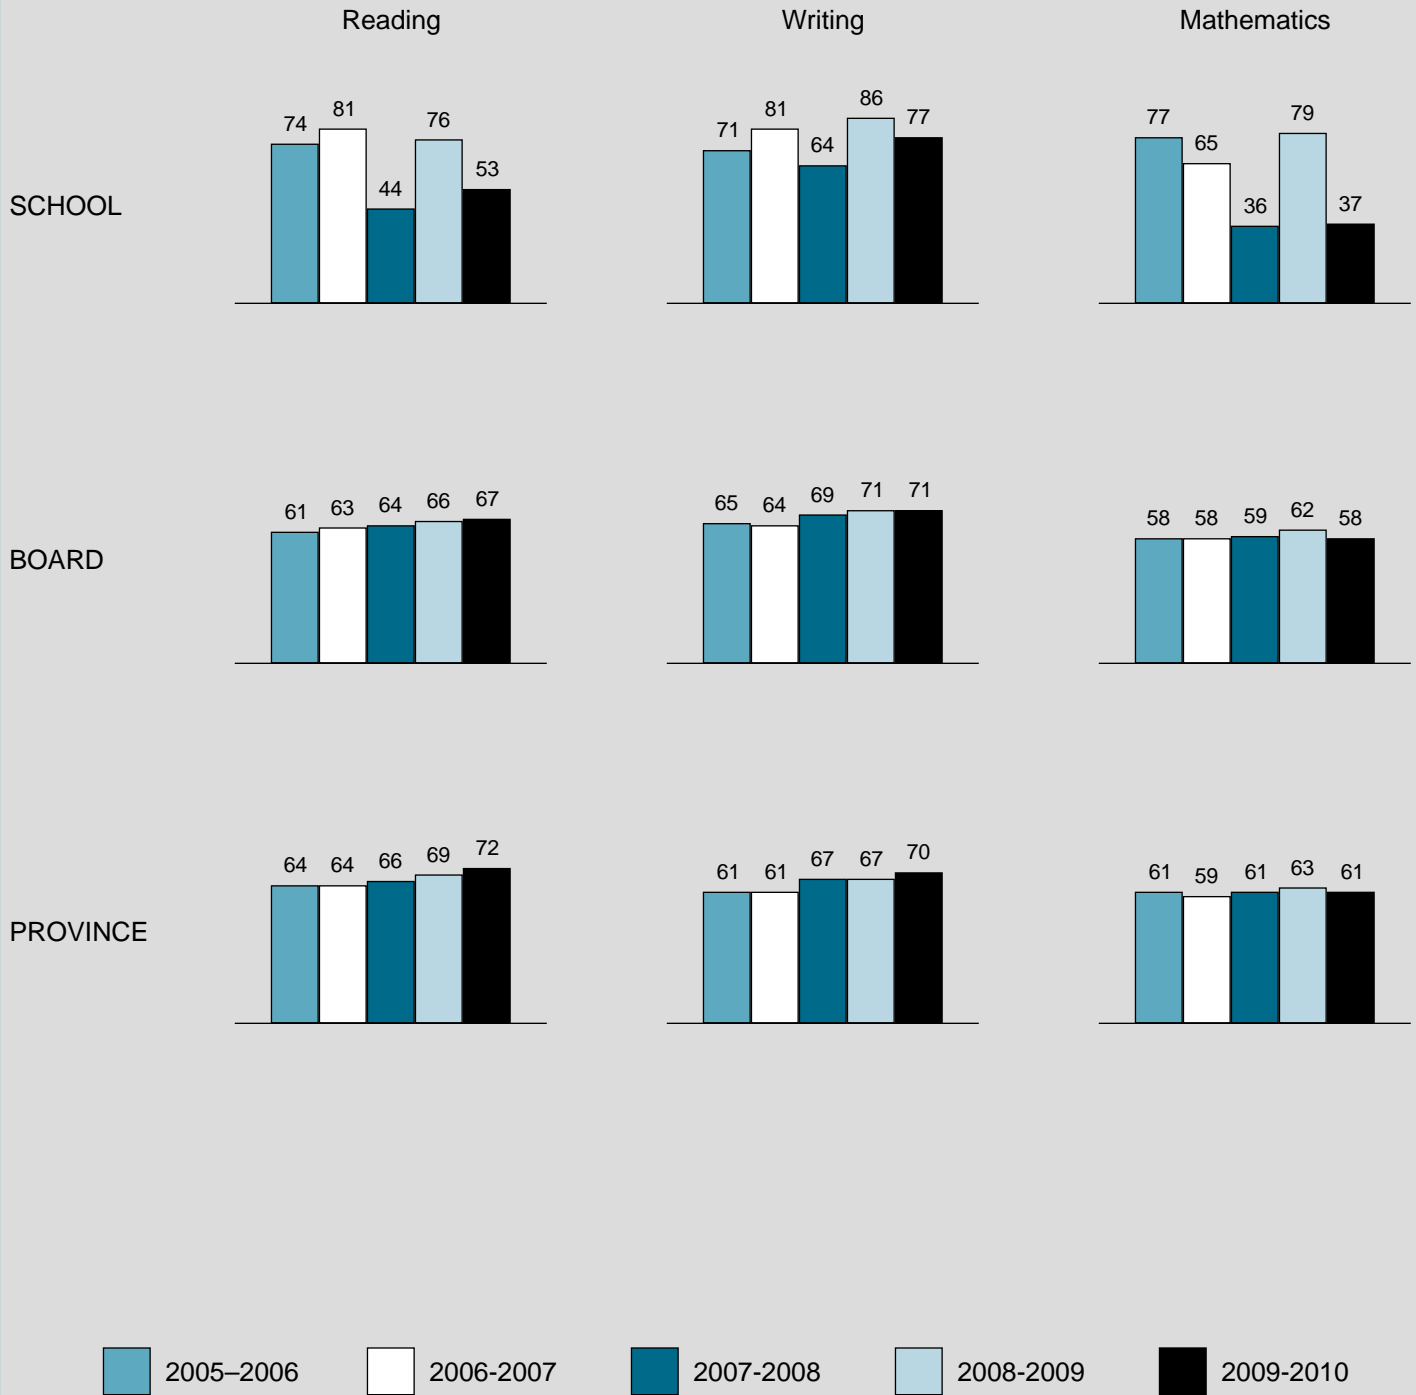 Reading Writing Mathematics
SCHOOL
74 81 44 76 53
71 81 64 86 77
77 65 36 79 37
BOARD
61 63 64 66 67
65 64 69 71 71
58 58 59 62 58
PROVINCE
64 64 66 69 72
61 61 67 67 70
61 59 61 63 61
2005–2006 2006-2007 2007-2008 2008-2009 2009-2010